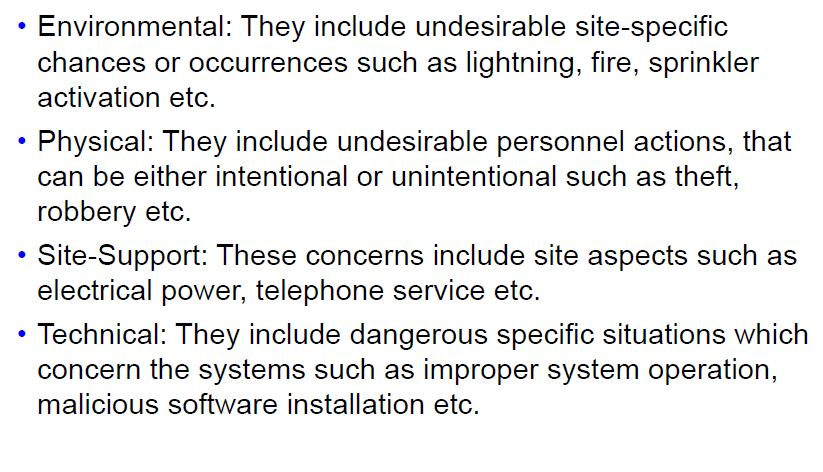 • Environmental: They include undesirable site-specific
chances or occurrences such as lightning, fire, sprinkler
activation etc.
• Physical: They include undesirable personnel actions, that
can be either intentional or unintentional such as theft,
robbery etc.
• Site-Support: These concerns include site aspects such as
electrical power, telephone service etc.
• Technical: They include dangerous specific situations which
concern the systems such as improper system operation,
malicious software installation etc.